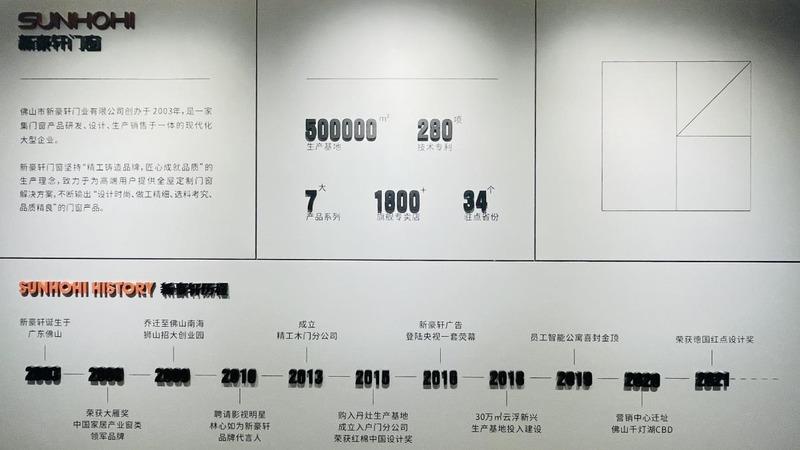 SUNHOHI
新豪轩门窗
佛山市新豪轩门业有限公司创办于2003年,是一家
集门窗产品研发、设计、生产销售于一体的现代化
大型企业。
新豪轩门窗坚持“精工铸造品牌,匠心成就品质”的
生产理念,致力于为高端用户提供全屋定制门窗
解决方案,不断输出“设计时尚、做工精细、选料考究、
品质精良”的门窗产品。
500000㎡
生产基地
280项
技术专利
7大
产品系列
1800+
旗舰专卖店
34个
驻点省份
SUNHOHI HISTORY 新豪轩历程
新豪轩诞生于
广东佛山
2003
荣获大雁奖
中国家居产业窗类
领军品牌
乔迁至佛山南海
狮山招大创业园
2009
2010
聘请影视明星
林心如为新豪轩
品牌代言人
成立
精工木门分公司
2013
2015
购入丹灶生产基地
成立入户门分公司
荣获红棉中国设计奖
新豪轩广告
登陆央视一套荧幕
2016
2018
30万㎡云浮新兴
生产基地投入建设
员工智能公寓喜封金顶
2019
2020
营销中心迁址
佛山千灯湖CBD
荣获德国红点设计奖
2021